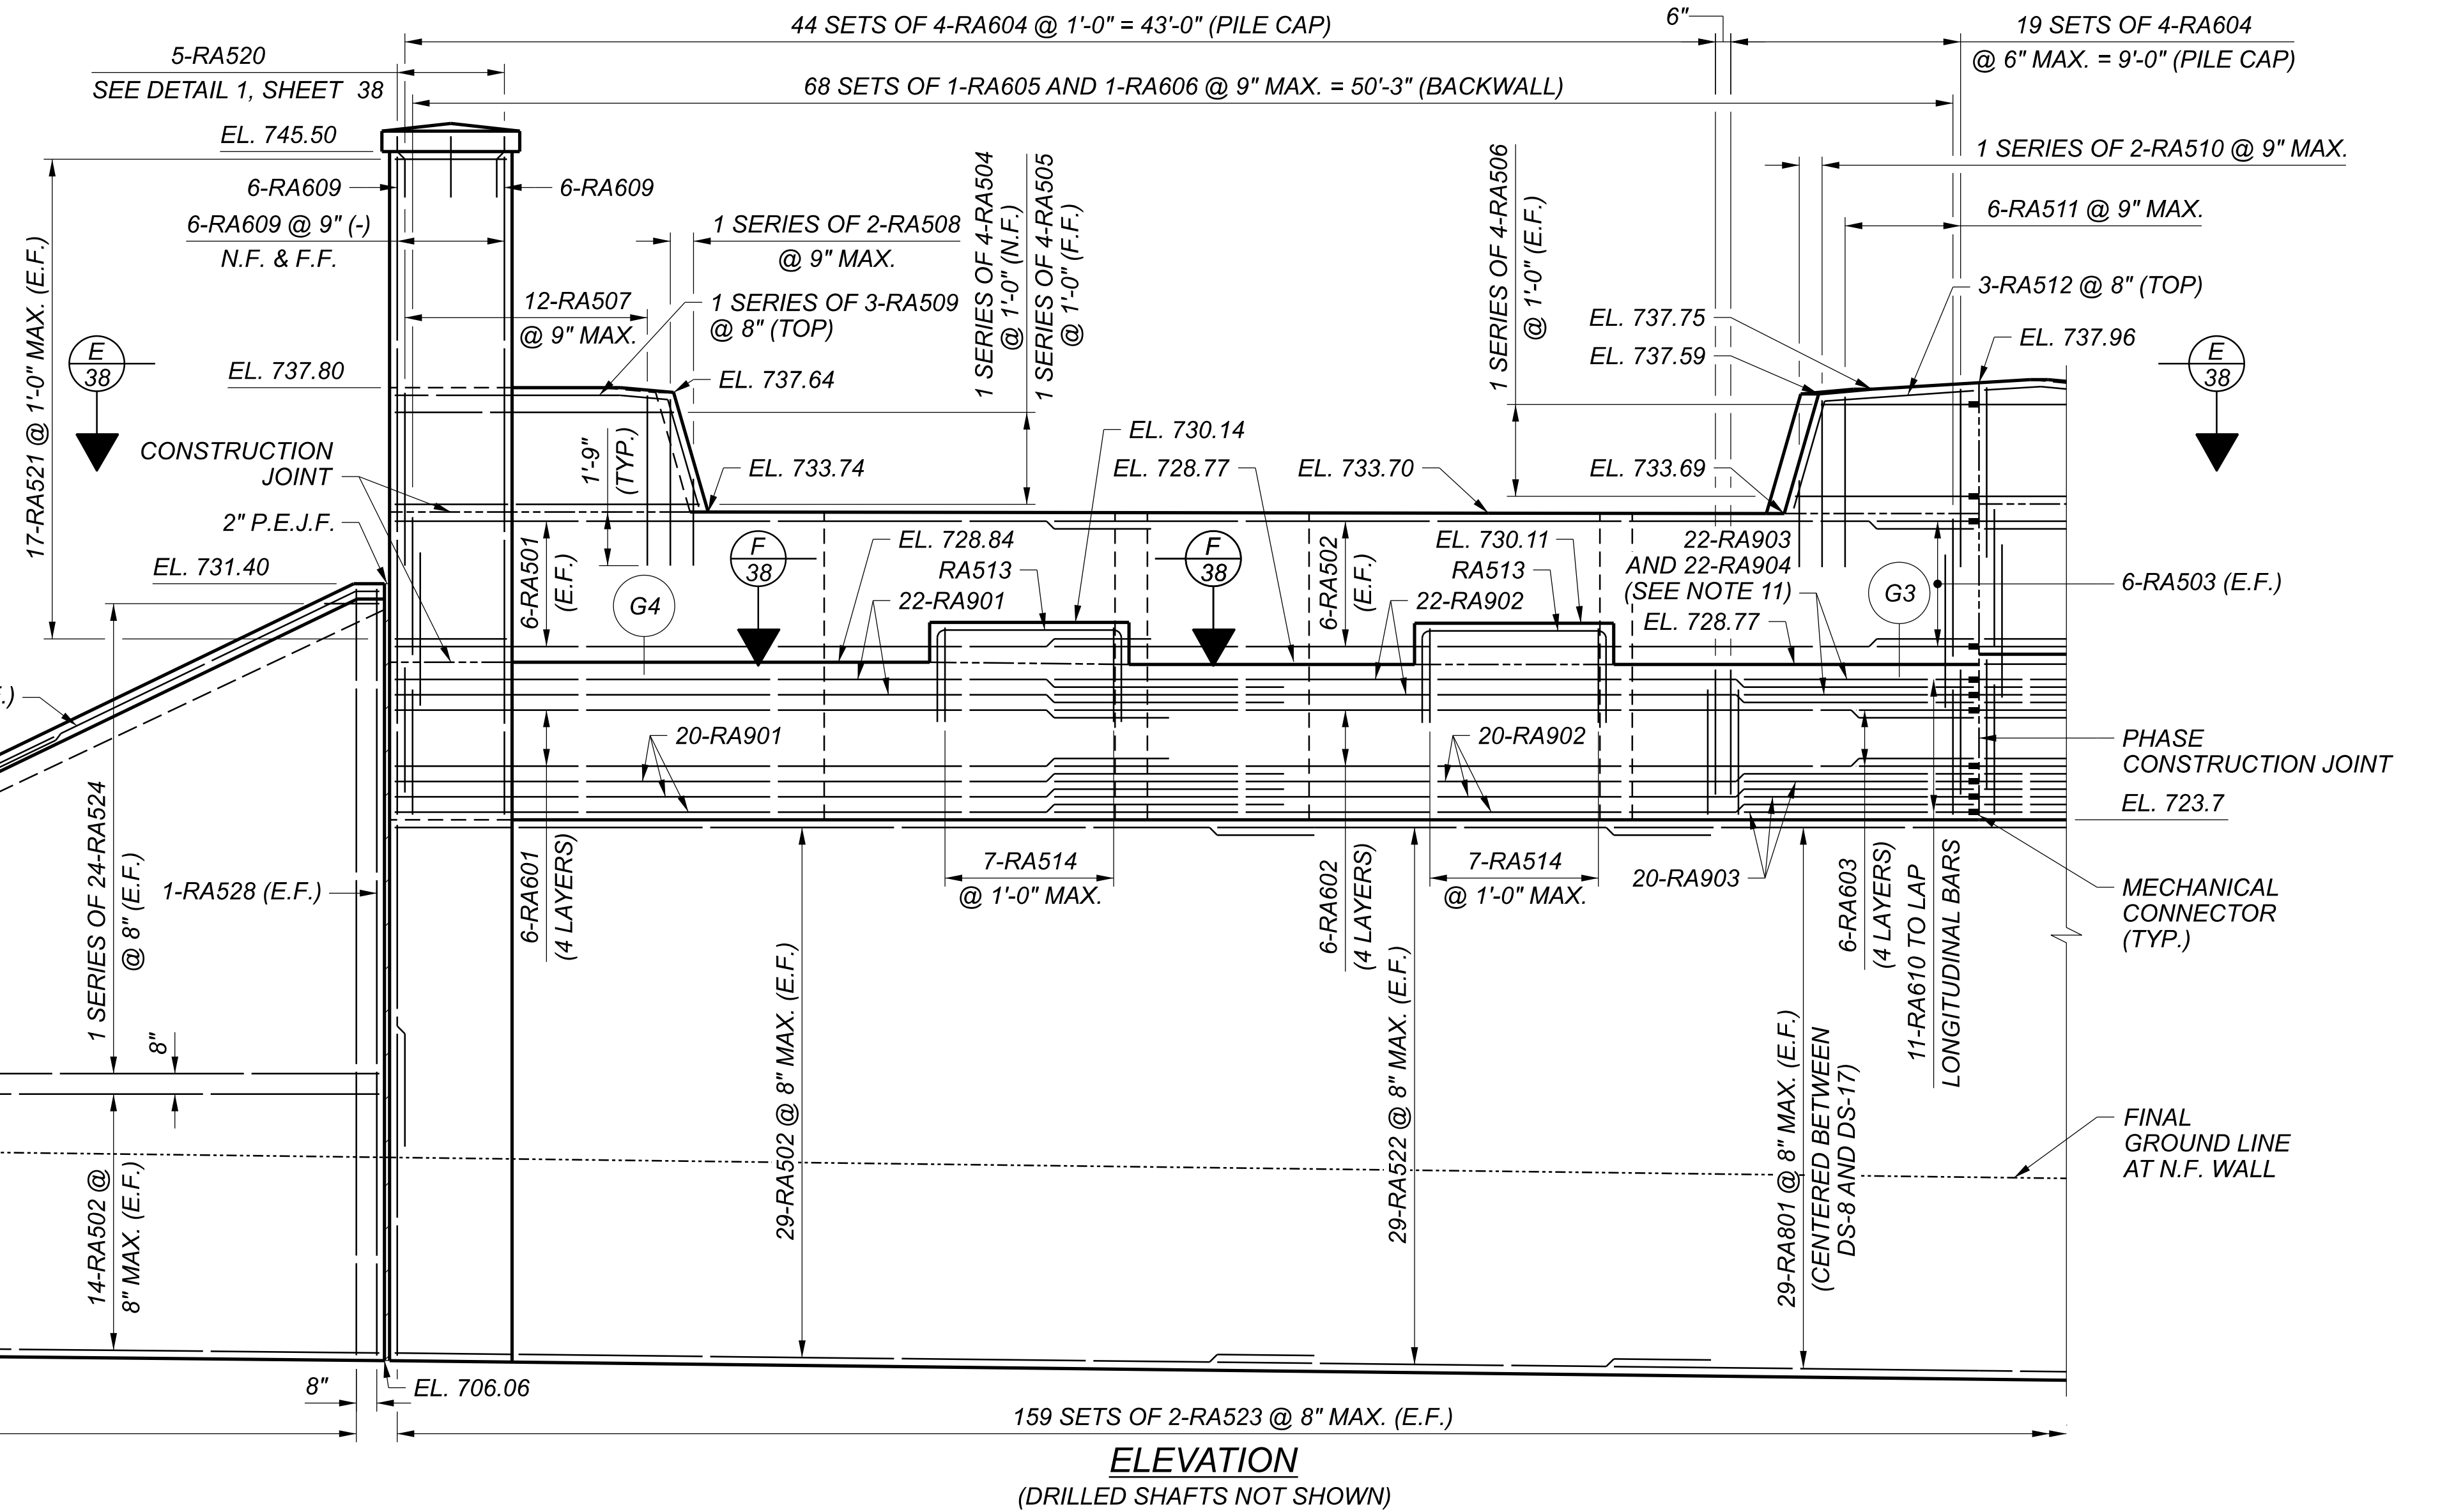 44 SETS OF 4-RA604 @ 1'-0" = 43'-0" (PILE CAP)
6"
19 SETS OF 4-RA604
@ 6" MAX. = 9'-0" (PILE CAP)
5-RA520
SEE DETAIL 1, SHEET 38
68 SETS OF 1-RA605 AND 1-RA606 @ 9" MAX. = 50'-3" (BACKWALL)
EL. 745.50
1 SERIES OF 2-RA510 @ 9" MAX.
6-RA609
6-RA609
6-RA609 @ 9" (-)
N.F. & F.F.
1 SERIES OF 2-RA508
@ 9" MAX.
1 SERIES OF 4-RA504
@ 1'-0" (N.F.)
1 SERIES OF 4-RA505
@ 1'-0" (F.F.)
1 SERIES OF 4-RA506
@ 1'-0" (E.F.)
6-RA511 @ 9" MAX.
17-RA521 @ 1'-0" MAX. (E.F.)
12-RA507
@ 9" MAX.
1 SERIES OF 3-RA509
@ 8" (TOP)
3-RA512 @ 8" (TOP)
EL. 737.75
EL. 737.59
EL. 737.96
E
38
E
38
EL. 737.80
EL. 737.64
CONSTRUCTION
JOINT
1'-9"
(TYP.)
EL. 733.74
EL. 730.14
EL. 728.77
EL. 733.70
EL. 733.69
2" P.E.J.F.
EL. 731.40
6-RA501
(E.F.)
G4
F
38
EL. 728.84
RA513
22-RA901
F
38
6-RA502
(E.F.)
EL. 730.11
RA513
22-RA902
22-RA903
AND 22-RA904
(SEE NOTE 11)
EL. 728.77
G3
6-RA503 (E.F.)
.)
20-RA901
20-RA902
PHASE
CONSTRUCTION JOINT
EL. 723.7
1 SERIES OF 24-RA524
@ 8" (E.F.)
1-RA528 (E.F.)
6-RA601
(4 LAYERS)
7-RA514
@ 1'-0" MAX.
6-RA602
(4 LAYERS)
7-RA514
@ 1'-0" MAX.
20-RA903
6-RA603
(4 LAYERS)
11-RA610 TO LAP
LONGITUDINAL BARS
MECHANICAL
CONNECTOR
(TYP.)
8"
29-RA502 @ 8" MAX. (E.F.)
29-RA522 @ 8" MAX. (E.F.)
29-RA801 @ 8" MAX. (E.F.)
(CENTERED BETWEEN
DS-8 AND DS-17)
14-RA502 @
8" MAX. (E.F.)
FINAL
GROUND LINE
AT N.F. WALL
8"
EL. 706.06
159 SETS OF 2-RA523 @ 8" MAX. (E.F.)
ELEVATION
(DRILLED SHAFTS NOT SHOWN)